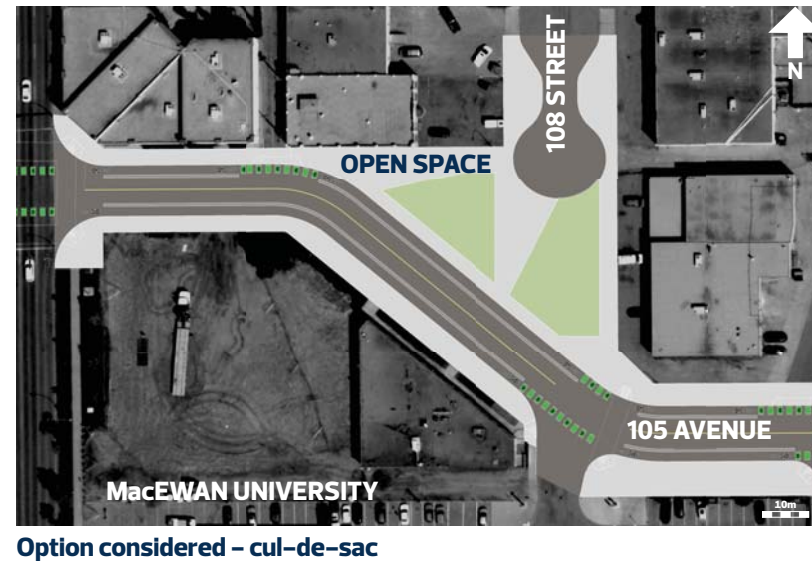 108 STREET
N
OPEN SPACE
105 AVENUE
MacEWAN UNIVERSITY
10m
Option considered – cul-de-sac